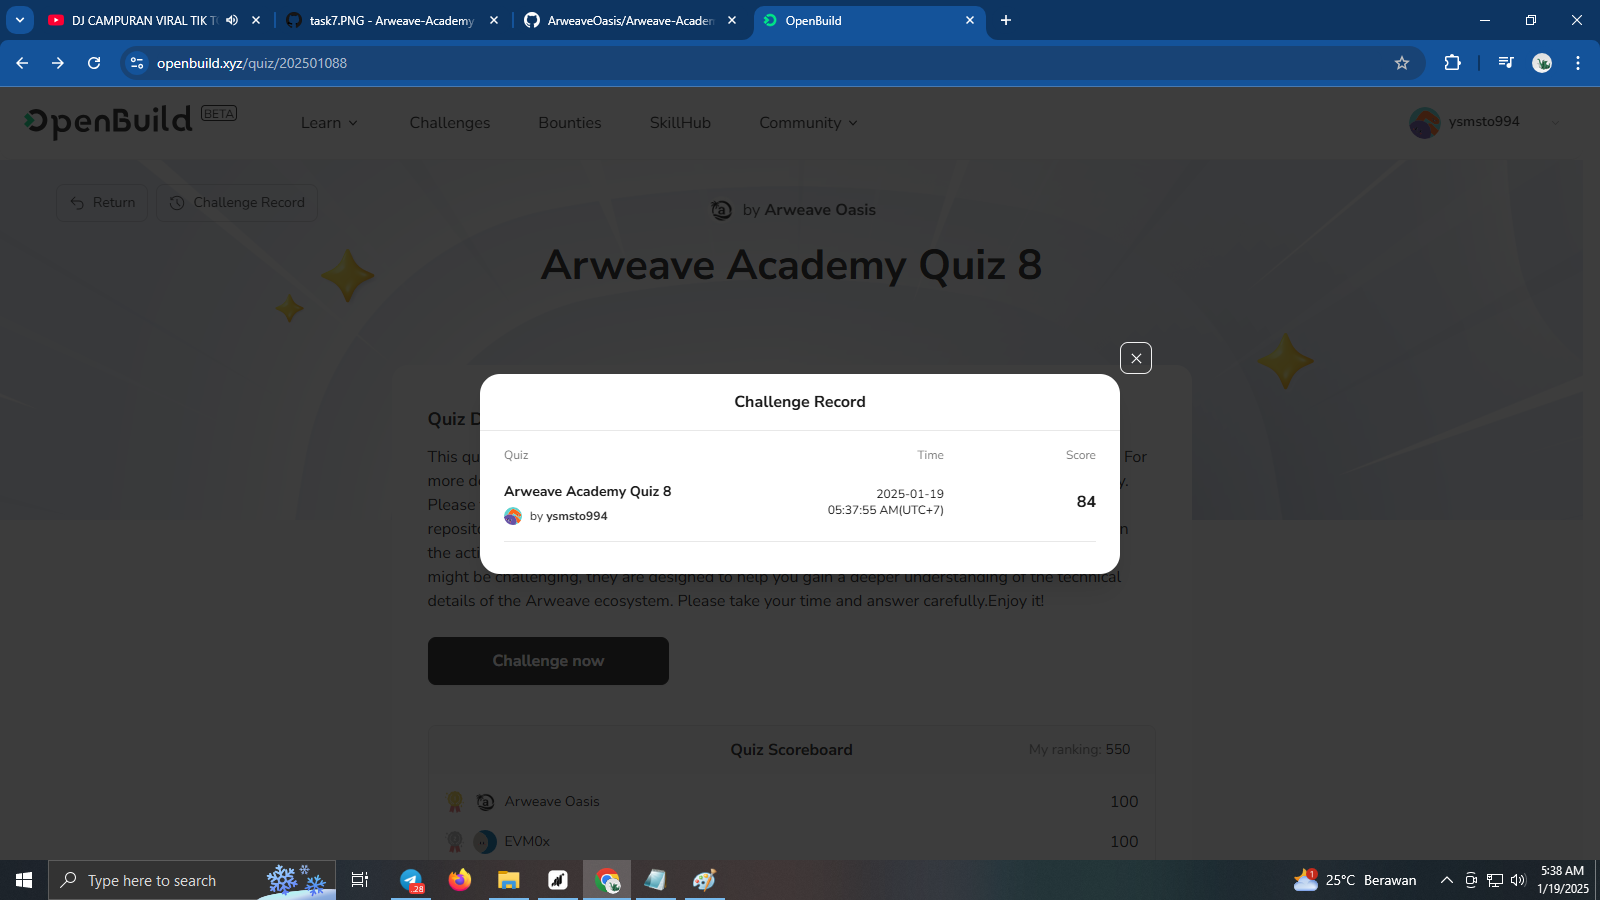 DJ CAMPURAN VIRAL TIK T
task7.PNG - Arweave-Academy
ArweaveOasis/Arweave-Academ
OpenBuild
openbuild.xyz/quiz/202501088
OpenBuild
BETA
Learn
Challenges
Bounties
SkillHub
Community
ysmsto994
Return
Challenge Record
a
by Arweave Oasis
Arweave Academy Quiz 8
Quiz D
This qu
For
more d
y.
Please
reposit
n
the acti
might be challenging, they are designed to help you gain a deeper understanding of the technical
details of the Arweave ecosystem. Please take your time and answer carefully.Enjoy it!
Challenge Record
Quiz
Time
Score
Arweave Academy Quiz 8
by ysmsto994
2025-01-19
05:37:55 AM(UTC+7)
84
Challenge now
Quiz Scoreboard
My ranking: 550
a
Arweave Oasis
100
EVM0x
100
Type here to search
.28
1
25°C Berawan
5:38 AM
1/19/2025